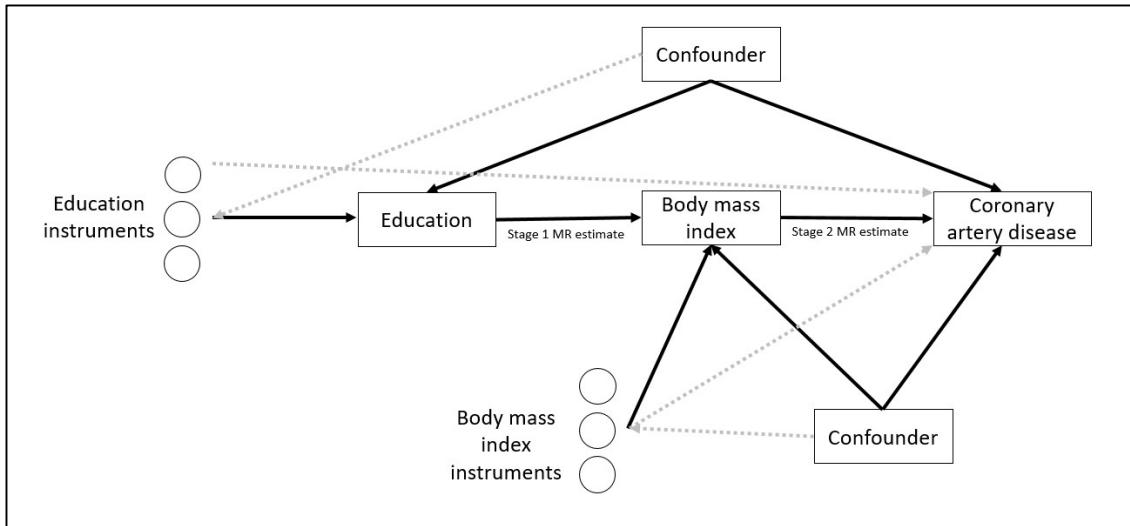 Confounder
Education
instruments
Education
Stage 1 MR estimate
Body mass
index
Stage 2 MR estimate
Coronary
artery disease
Body mass
index
instruments
Confounder